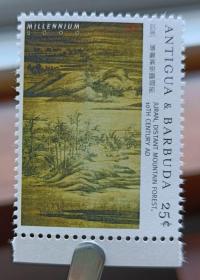 MILLENNIUM
2000
ANTIGUA & BARBUDA 25¢
JURAN, DISTANT MOUNTAIN FOREST,
10TH CENTURY AD